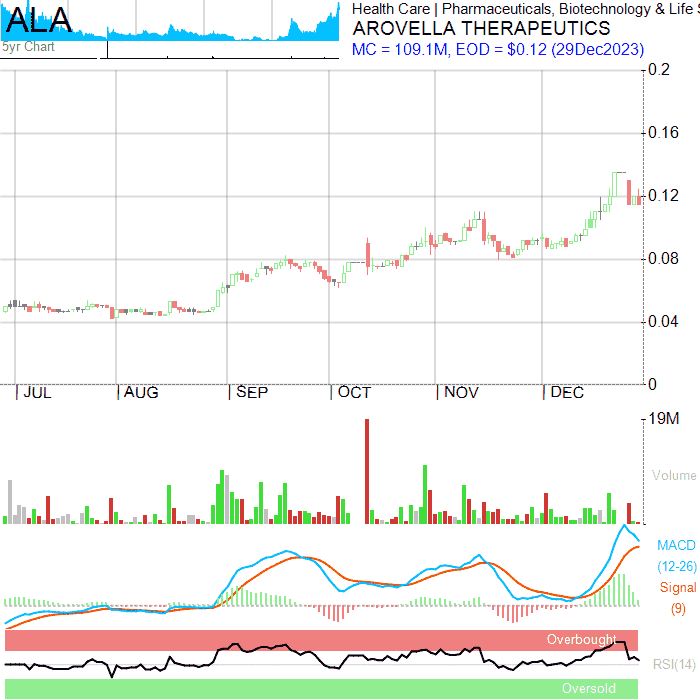 ALA
5yr Chart
Health Care | Pharmaceuticals, Biotechnology & Life S
AROVELLA THERAPEUTICS
MC = 109.1M, EOD = $0.12 (29Dec2023)
0.2
0.16
0.12
0.08
0.04
0
JUL AUG SEP OCT NOV DEC
19M
Volume
MACD
(12-26)
Signal
(9)
Overbought
RSI(14)
Oversold